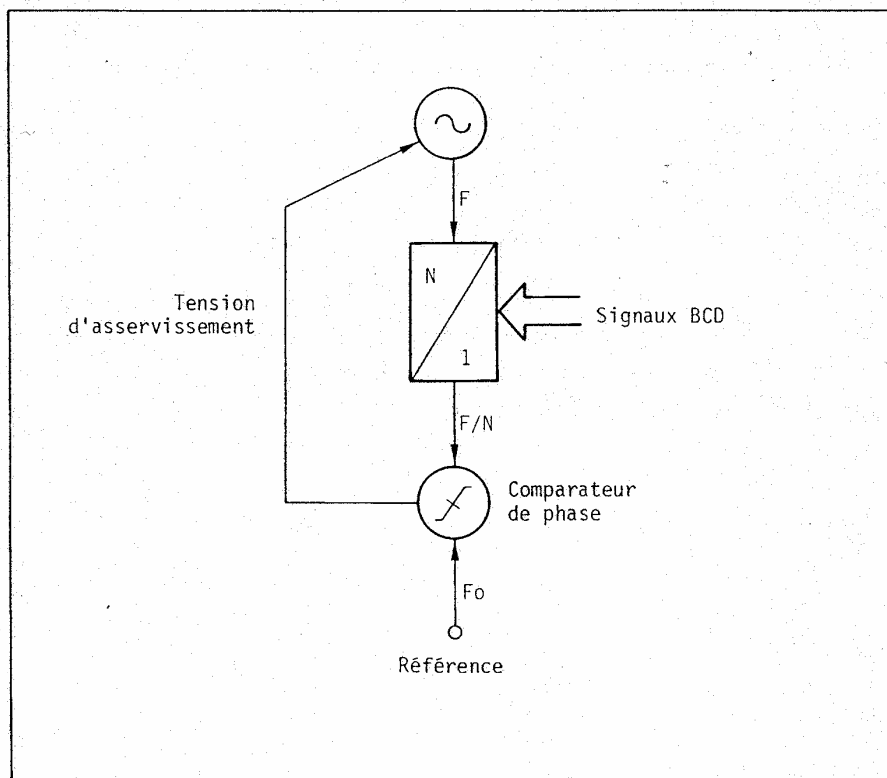 F
N
1
Tension
d'asservissement
Signaux BCD
F/N
Comparateur
de phase
Fo
Référence